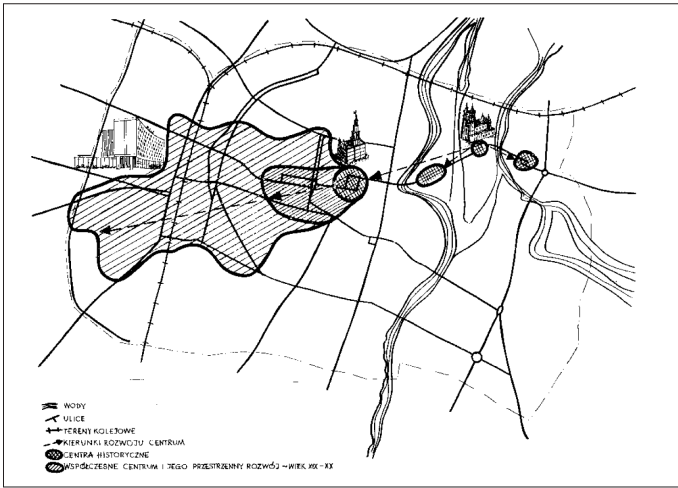 WODY
ULICE
TERENY KOLEJOWE
KIERUNKI ROZWOJU CENTRUM
CENTRA HISTORYCZNE
WSPÓŁCZESNE CENTRUM I JEGO PRZESTRZENNY ROZWÓJ – WIEK XIX – XX